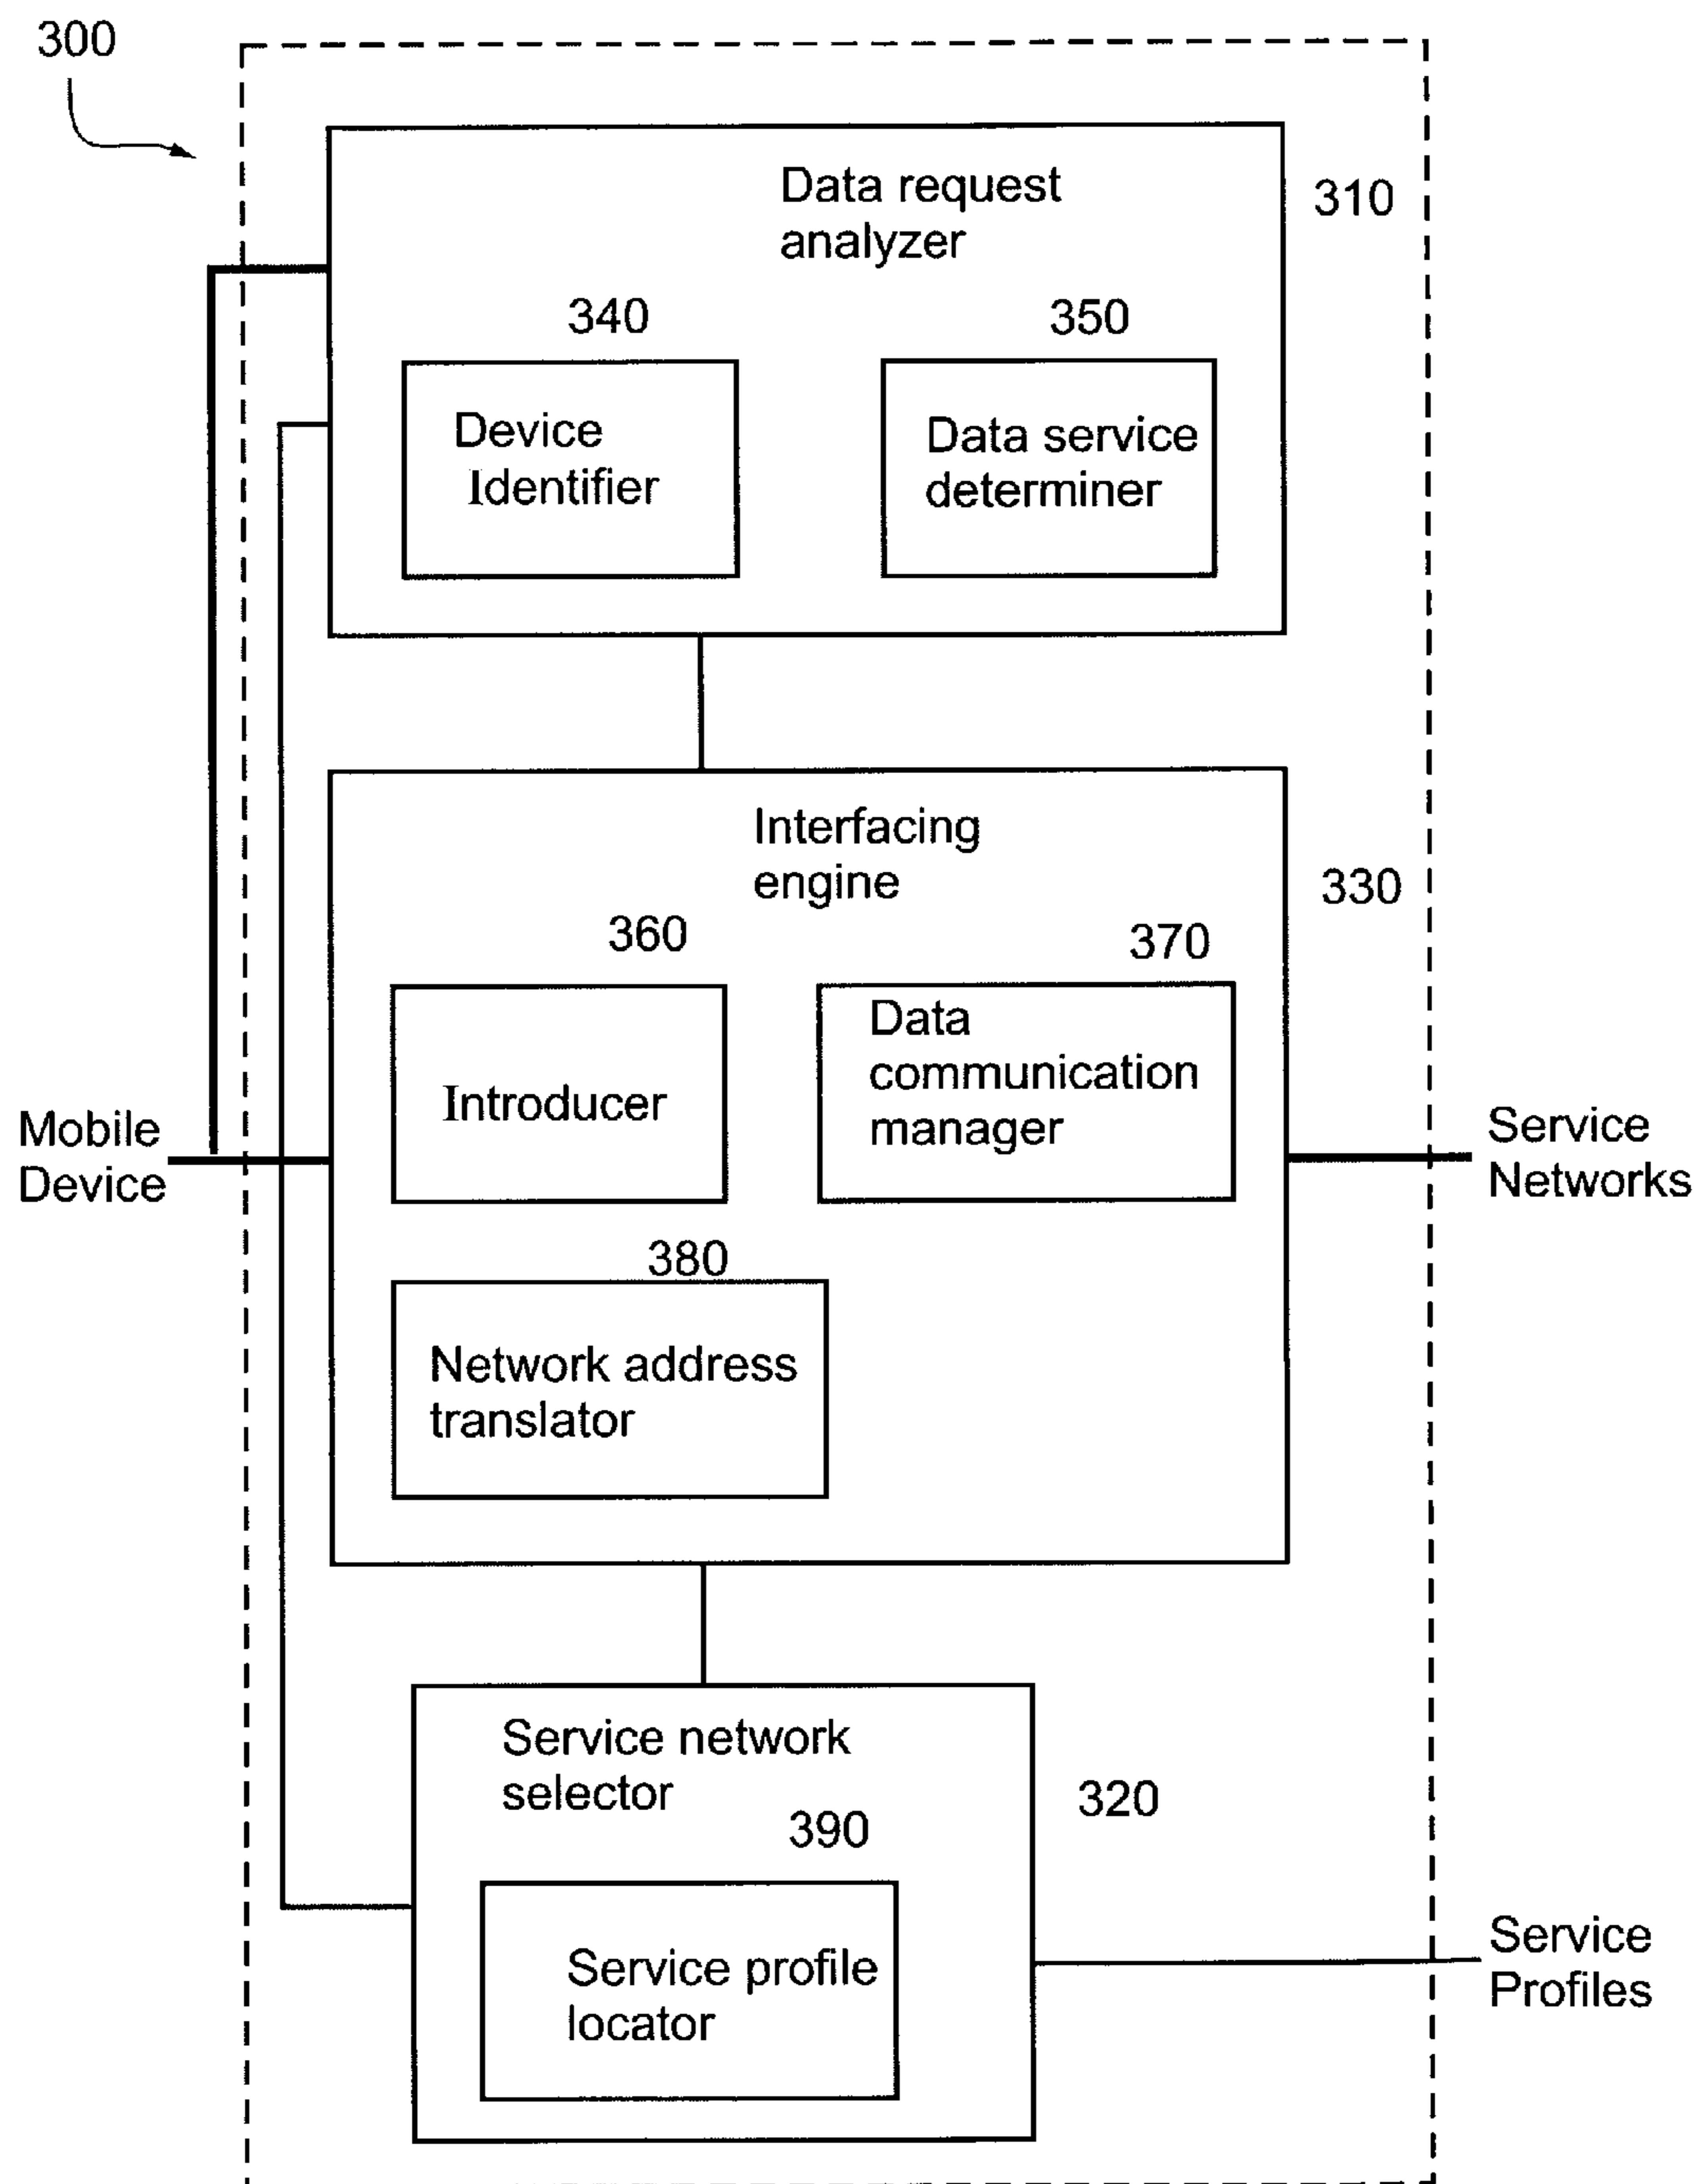 300
Data request
analyzer
310
340
350
Device
Identifier
Data service
determiner
Interfacing
engine
330
360
370
Introducer
Data
communication
manager
Mobile
Device
Service
Networks
380
Network address
translator
Service network
selector
320
390
Service profile
locator
Service
Profiles